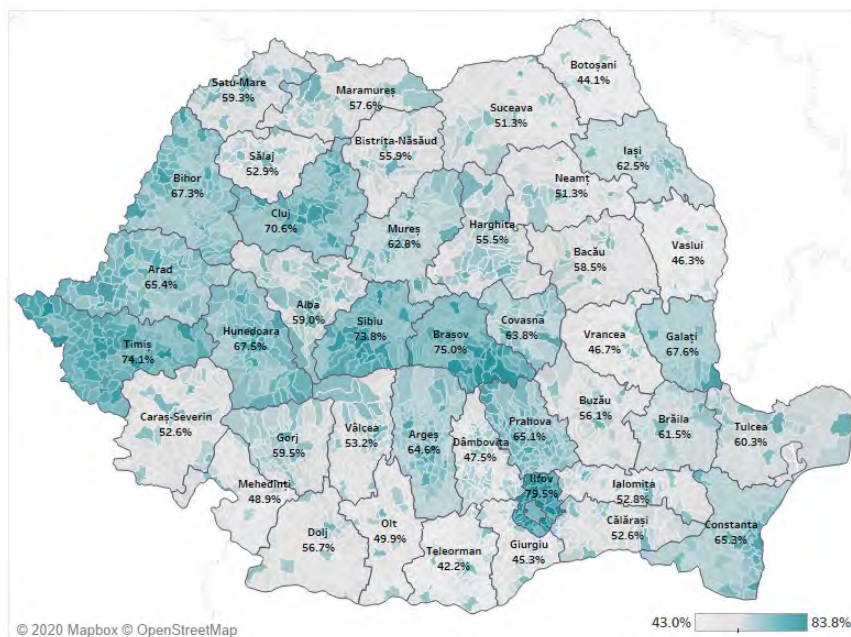 Botoșani
44.1%
Satu-Mare
59.3%
Maramureș
57.6%
Suceava
51.3%
Bistrița-Năsăud
55.9%
Iași
62.5%
Sălaj
52.9%
Neamț
51.3%
Bihor
67.3%
Cluj
70.6%
Mureș
62.8%
Harghita
55.5%
Bacău
58.5%
Vaslui
46.3%
Arad
65.4%
Alba
59.0%
Sibiu
73.8%
Brașov
75.0%
Covasna
63.8%
Hunedoara
67.5%
Timiș
74.1%
Vrancea
46.7%
Galați
67.6%
Caraș-Severin
52.6%
Gorj
59.5%
Vâlcea
53.2%
Argeș
64.6%
Dâmbovița
47.5%
Prahova
65.1%
Buzău
56.1%
Brăila
61.5%
Tulcea
60.3%
Mehedinți
48.9%
Ilfov
79.5%
Ialomița
52.8%
Dolj
56.7%
Olt
49.9%
Teleorman
42.2%
Giurgiu
45.3%
Călărași
52.6%
Constanta
65.3%
© 2020 Mapbox © OpenStreetMap
43.0% 83.8%